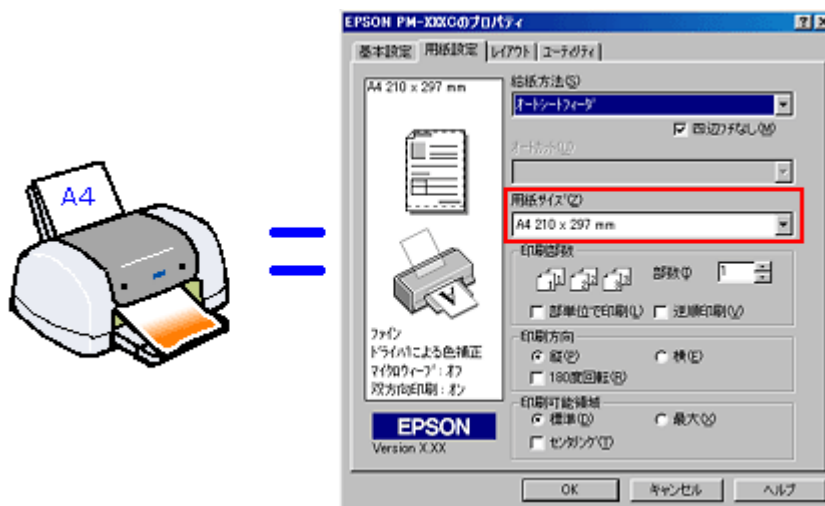 EPSON PM-XXXCのプロパティ
基本設定 用紙設定 レイアウト ユーティリティ
A4 210 x 297 mm
給紙方法(S)
オートシートフィーダ
四辺フチなし(M)
オートカット(L)
用紙サイズ(Z)
A4 210 x 297 mm
A4
印刷部数
部数(I) 1
部単位で印刷(L) 逆順印刷(V)
印刷方向
縦(P) 横(E)
180度回転(R)
印刷可能領域
標準(D) 最大(X)
センタリング(T)
ファイン
ドライバによる色補正
マイクロウィーブ : オフ
双方向印刷 : オン
EPSON
Version X.XX
OK キャンセル ヘルプ